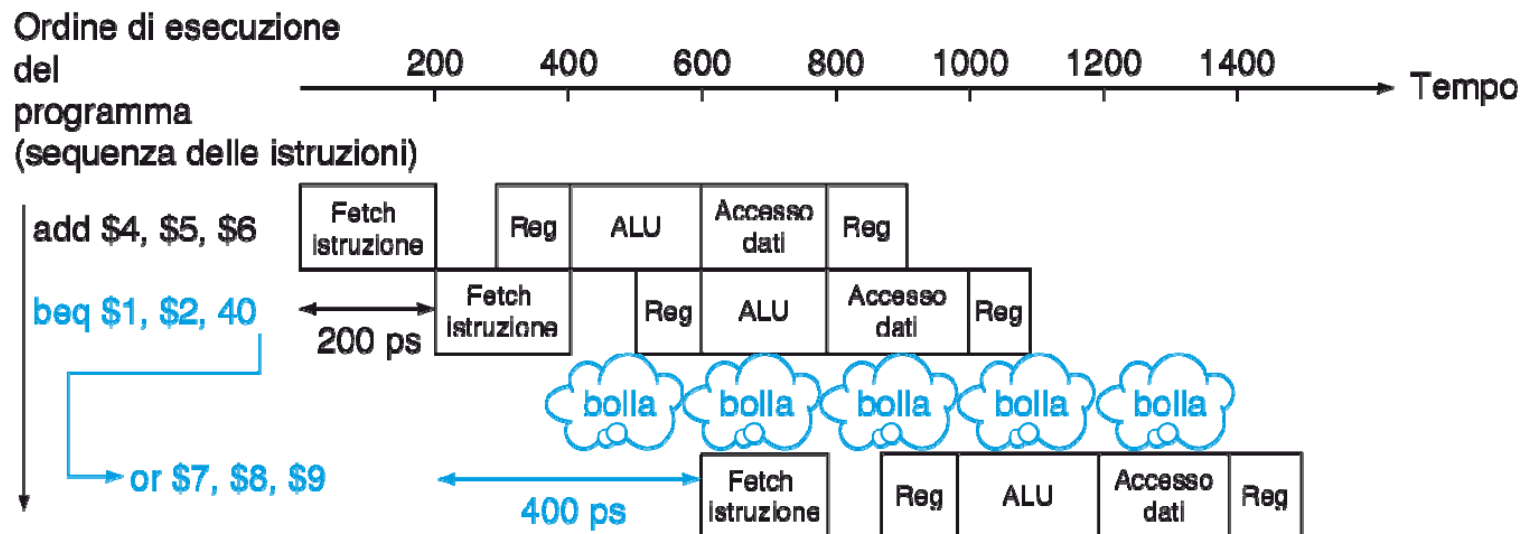 Ordine di esecuzione
del
programma
(sequenza delle istruzioni)
200 400 600 800 1000 1200 1400
Tempo
add $4, $5, $6
Fetch
istruzione
Reg
ALU
Accesso
dati
Reg
beq $1, $2, 40
200 ps
Fetch
istruzione
Reg
ALU
Accesso
dati
Reg
bolla bolla bolla bolla bolla
or $7, $8, $9
400 ps
Fetch
istruzione
Reg
ALU
Accesso
dati
Reg